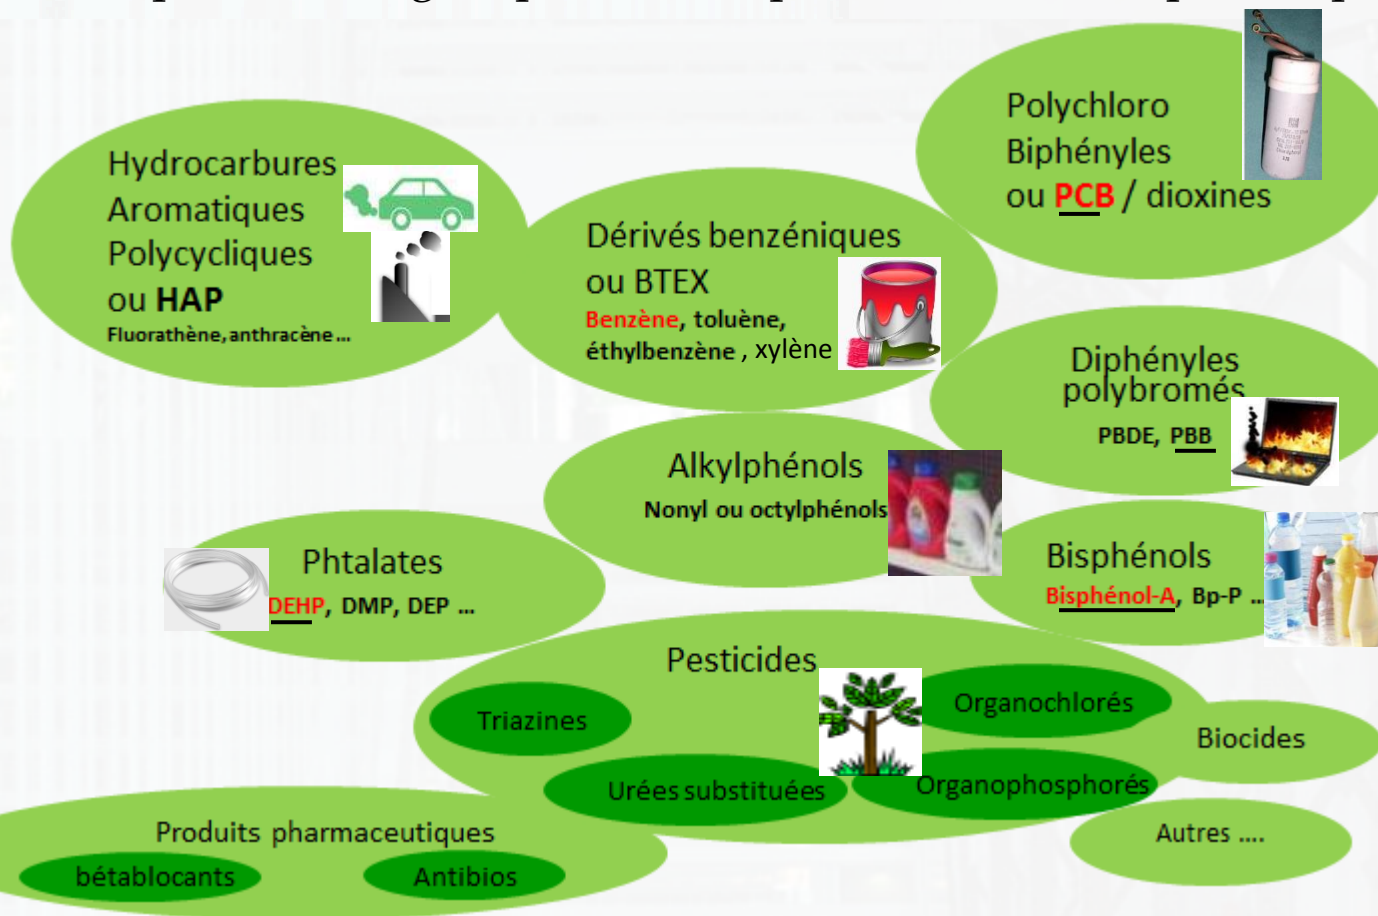 Hydrocarbures
Aromatiques
Polycycliques
ou HAP
Fluorathène, anthracène ...
Dérivés benzéniques
ou BTEX
Benzène, toluène,
éthylbenzène , xylène
Polychloro
Biphényles
ou PCB / dioxines
Diphényles
polybromés
PBDE, PBB
Alkylphénols
Nonyl ou octylphénols
Phtalates
DEHP, DMP, DEP ...
Bisphénols
Bisphénol-A, Bp-P ...
Pesticides
Triazines
Organochlorés
Urées substituées
Organophosphorés
Biocides
Autres ....
Produits pharmaceutiques
bétablocants
Antibios